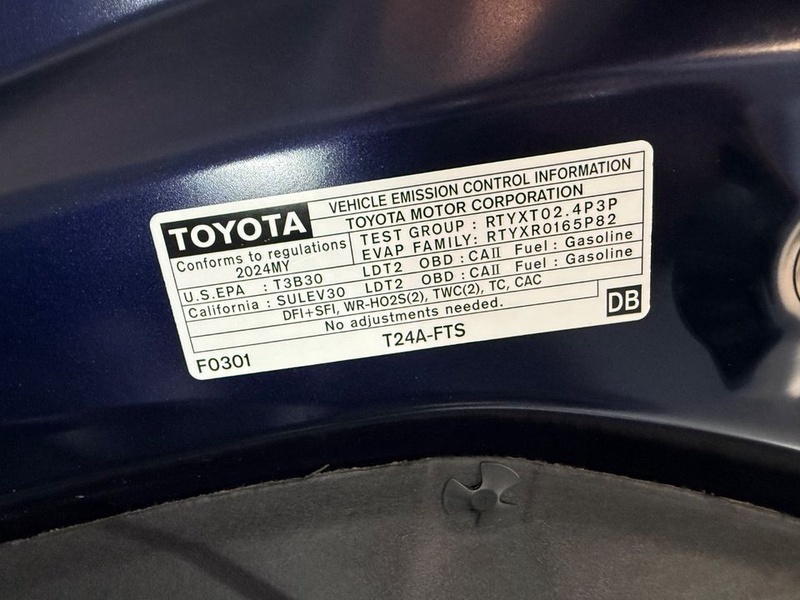 TOYOTA
VEHICLE EMISSION CONTROL INFORMATION
TOYOTA MOTOR CORPORATION
Conforms to regulations
2024MY
TEST GROUP : RTYXT02.4P3P
EVAP FAMILY: RTYXR0165P82
U.S.EPA : T3B30 LDT2 OBD : CAII Fuel : Gasoline
California : SULEV30 LDT2 OBD : CAII Fuel : Gasoline
DFI+SFI, WR-HO2S(2), TWC(2), TC, CAC
No adjustments needed.
DB
T24A-FTS
F0301